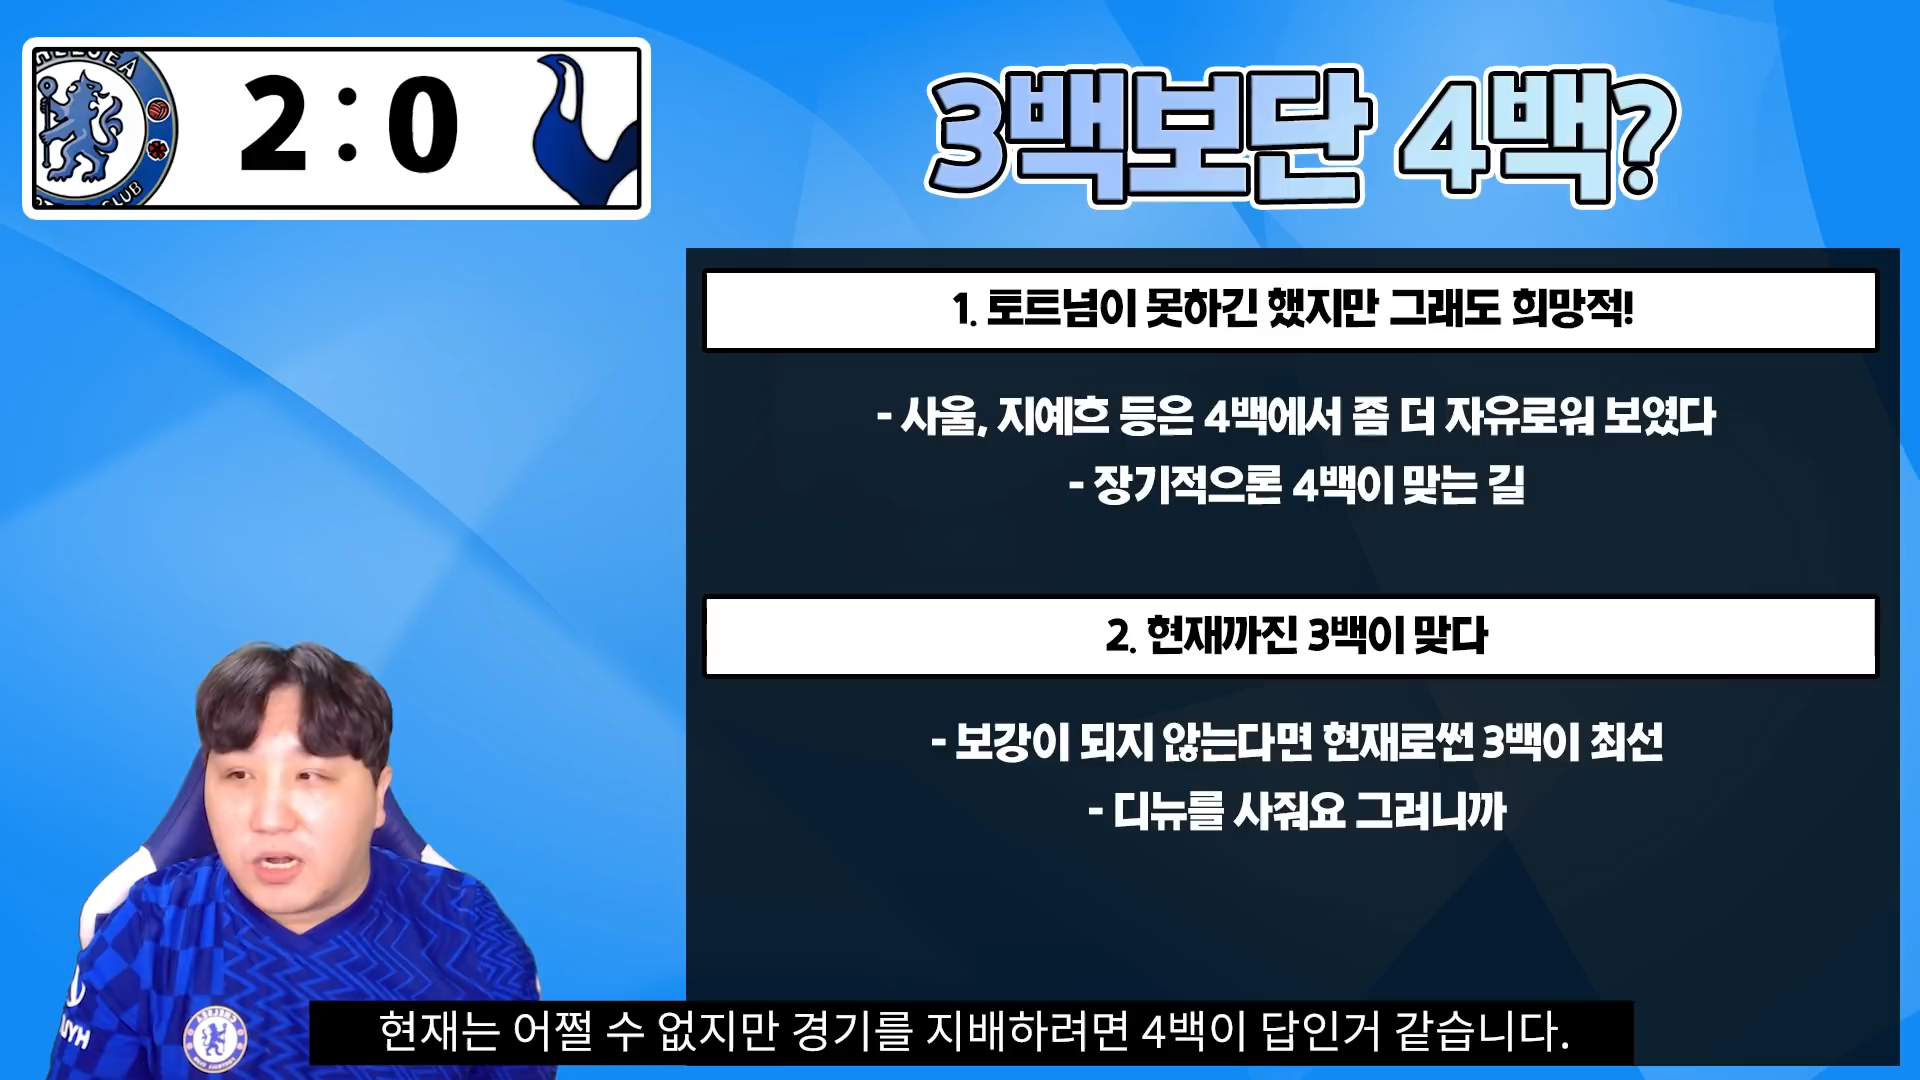 CHELSEA
CLUB
2 : 0
3백보단 4백?
1. 토트넘이 못하긴 했지만 그래도 희망적!
- 사울, 지예흐 등은 4백에서 좀 더 자유로워 보였다
- 장기적으론 4백이 맞는 길
2. 현재까진 3백이 맞다
- 보강이 되지 않는다면 현재로썬 3백이 최선
- 디뉴를 사줘요 그러니까
현재는 어쩔 수 없지만 경기를 지배하려면 4백이 답인거 같습니다.